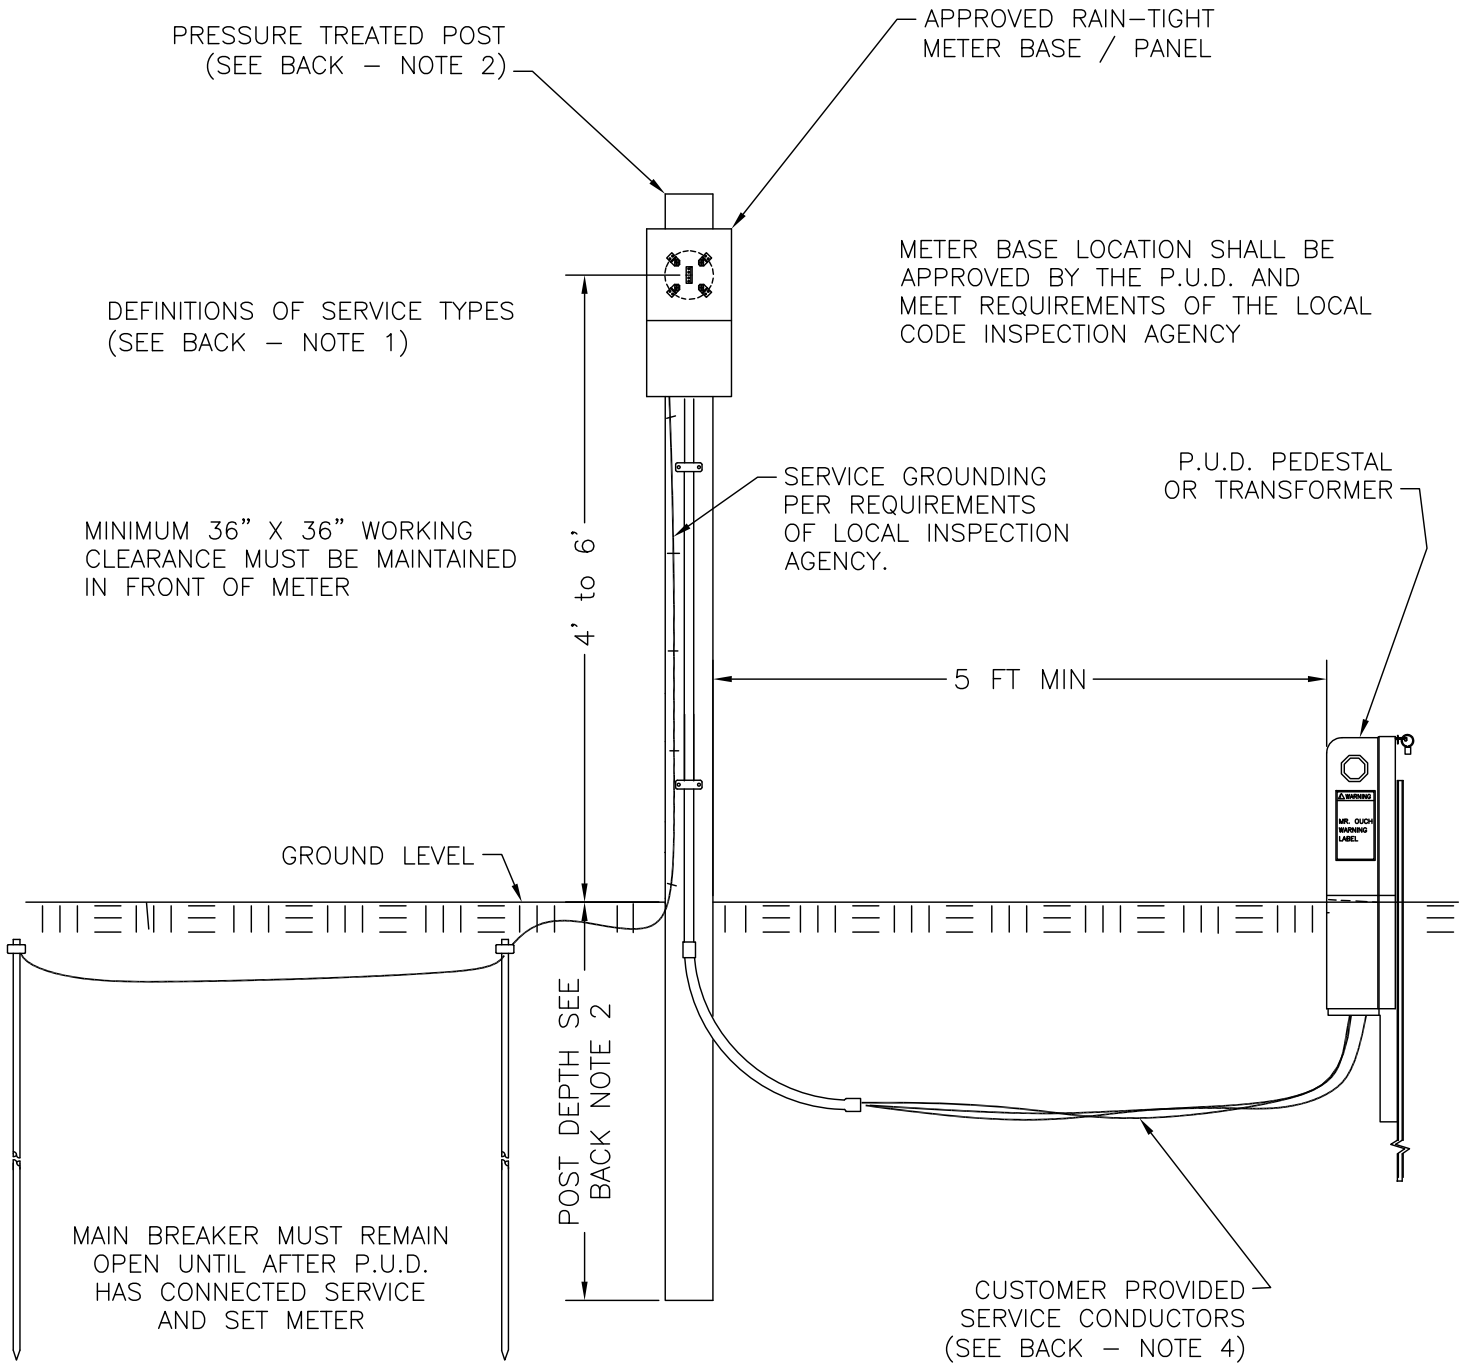 PRESSURE TREATED POST
(SEE BACK – NOTE 2)
APPROVED RAIN–TIGHT
METER BASE / PANEL
METER BASE LOCATION SHALL BE
APPROVED BY THE P.U.D. AND
MEET REQUIREMENTS OF THE LOCAL
CODE INSPECTION AGENCY
DEFINITIONS OF SERVICE TYPES
(SEE BACK – NOTE 1)
P.U.D. PEDESTAL
OR TRANSFORMER
SERVICE GROUNDING
PER REQUIREMENTS
OF LOCAL INSPECTION
AGENCY.
MINIMUM 36” X 36” WORKING
CLEARANCE MUST BE MAINTAINED
IN FRONT OF METER
4' to 6'
5 FT MIN
WARNING
MR. OUCH
WARNING
LABEL
GROUND LEVEL
POST DEPTH SEE
BACK NOTE 2
MAIN BREAKER MUST REMAIN
OPEN UNTIL AFTER P.U.D.
HAS CONNECTED SERVICE
AND SET METER
CUSTOMER PROVIDED
SERVICE CONDUCTORS
(SEE BACK – NOTE 4)